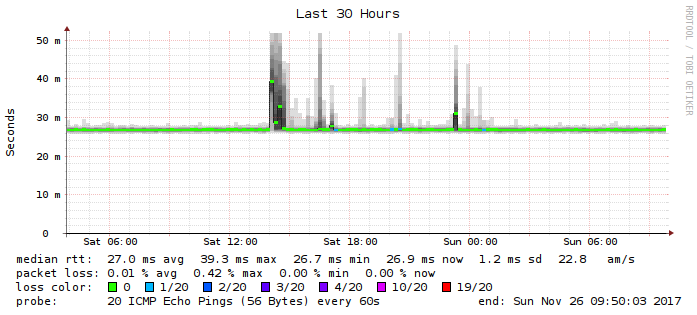 Last 30 Hours
RRDTOOL / TOBI OETIKER
Seconds
50 m
40 m
30 m
20 m
10 m
0
Sat 06:00 Sat 12:00 Sat 18:00 Sun 00:00 Sun 06:00
median rtt: 27.0 ms avg 39.3 ms max 26.7 ms min 26.9 ms now 1.2 ms sd 22.8 am/s
packet loss: 0.01 % avg 0.42 % max 0.00 % min 0.00 % now
loss color: 0 1/20 2/20 3/20 4/20 10/20 19/20
probe: 20 ICMP Echo Pings (56 Bytes) every 60s end: Sun Nov 26 09:50:03 2017